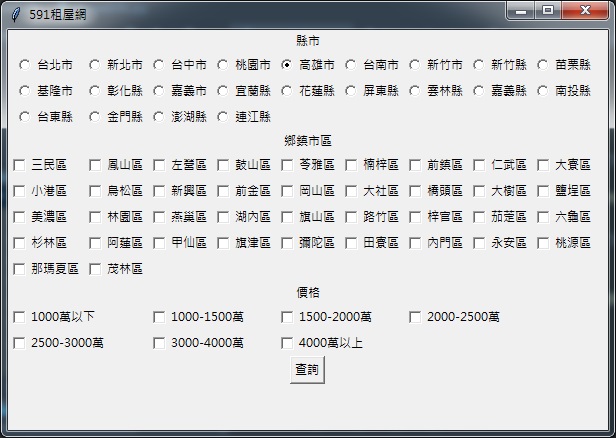 591租屋網
縣市
台北市 新北市 台中市 桃園市 高雄市 台南市 新竹市 新竹縣 苗栗縣
基隆市 彰化縣 嘉義市 宜蘭縣 花蓮縣 屏東縣 雲林縣 嘉義縣 南投縣
台東縣 金門縣 澎湖縣 連江縣
鄉鎮市區
三民區 鳳山區 左營區 鼓山區 苓雅區 楠梓區 前鎮區 仁武區 大寮區
小港區 鳥松區 新興區 前金區 岡山區 大社區 橋頭區 大樹區 鹽埕區
美濃區 林園區 燕巢區 湖內區 旗山區 路竹區 梓官區 茄萣區 六龜區
杉林區 阿蓮區 甲仙區 旗津區 彌陀區 田寮區 內門區 永安區 桃源區
那瑪夏區 茂林區
價格
1000萬以下 1000-1500萬 1500-2000萬 2000-2500萬
2500-3000萬 3000-4000萬 4000萬以上
查詢